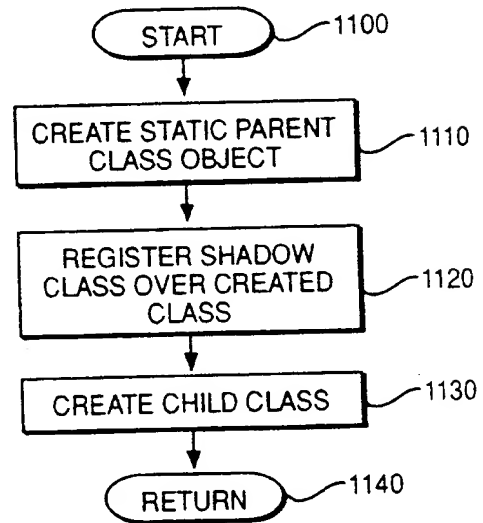 START
1100
CREATE STATIC PARENT
CLASS OBJECT
1110
REGISTER SHADOW
CLASS OVER CREATED
CLASS
1120
CREATE CHILD CLASS
1130
RETURN
1140